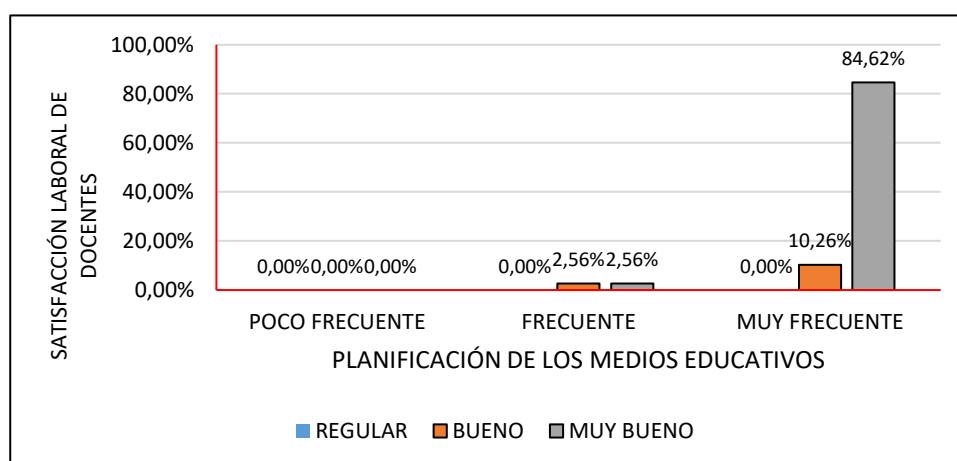 100,00%
80,00%
60,00%
40,00%
20,00%
0,00%
SATISFACCIÓN LABORAL DE
DOCENTES
0,00% 0,00% 0,00%
0,00% 2,56% 2,56%
0,00% 10,26% 84,62%
POCO FRECUENTE FRECUENTE MUY FRECUENTE
PLANIFICACIÓN DE LOS MEDIOS EDUCATIVOS
REGULAR BUENO MUY BUENO